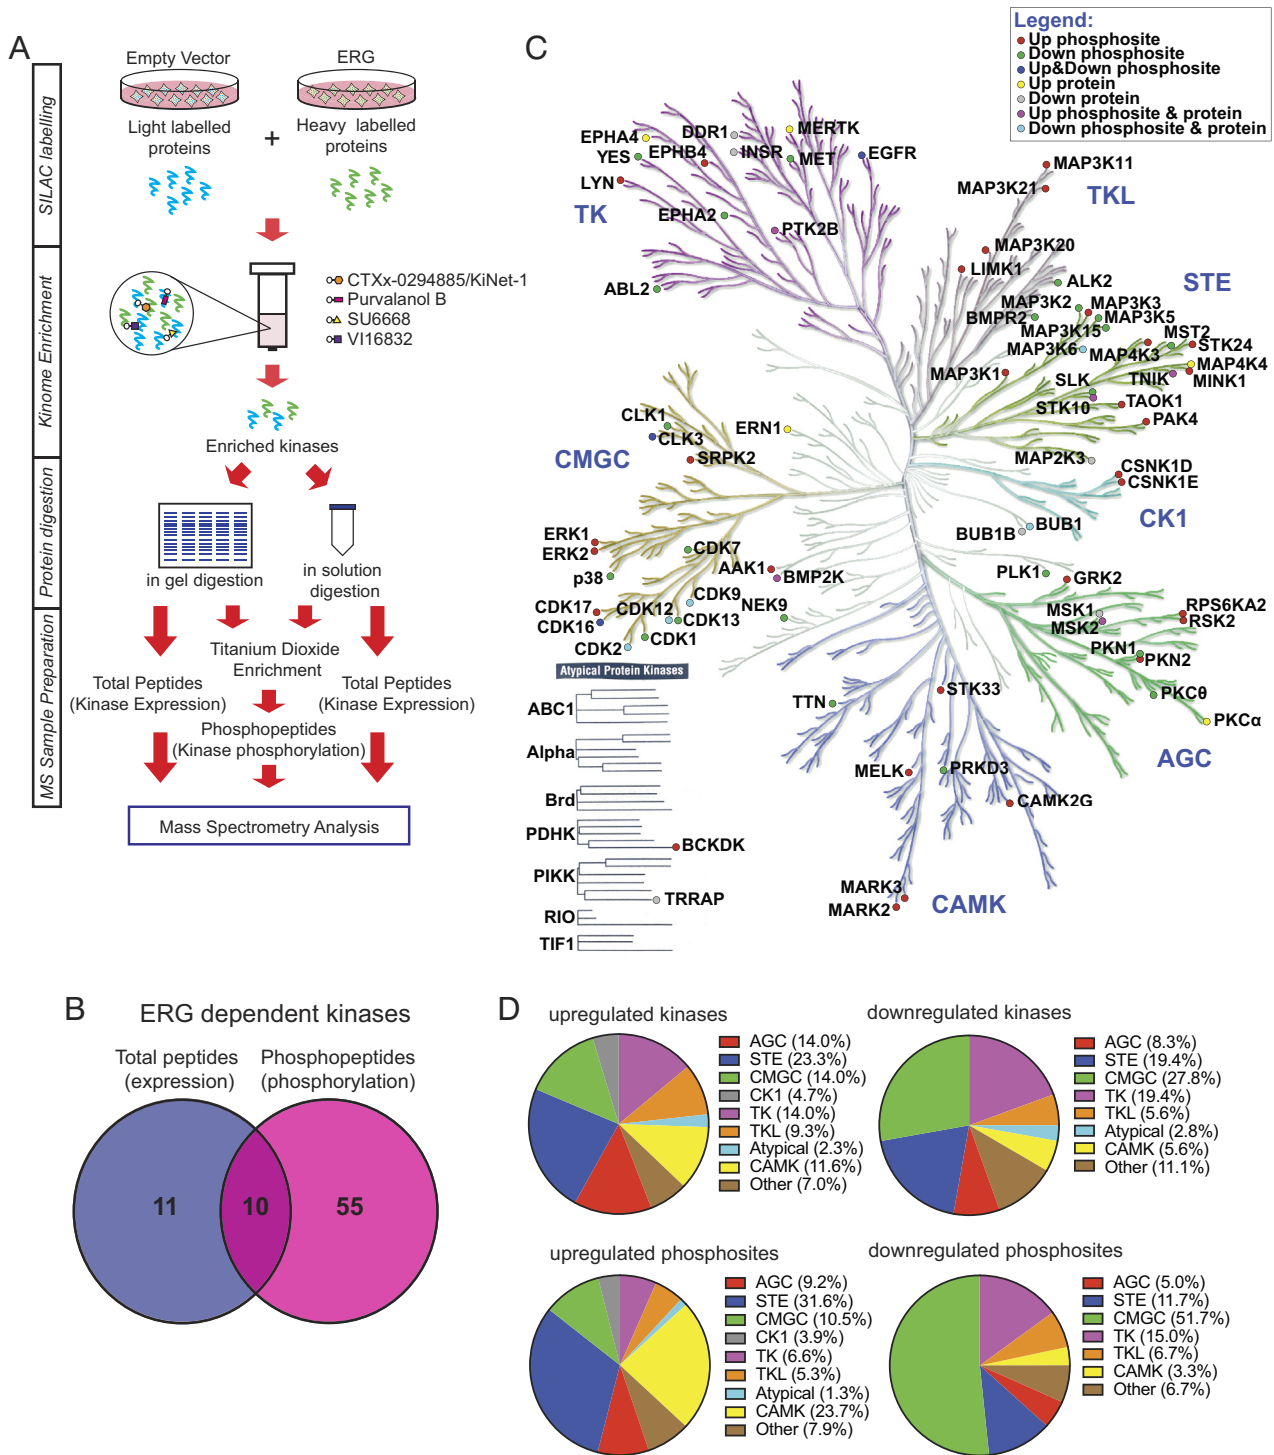 A
SILAC labelling
Kinome Enrichment
Protein digestion
MS Sample Preparation
Empty Vector
ERG
Light labelled
proteins
+
Heavy labelled
proteins
CTXx-0294885/KiNet-1
Purvalanol B
SU6668
VI16832
Enriched kinases
in gel digestion
in solution
digestion
Titanium Dioxide
Enrichment
Total Peptides
(Kinase Expression)
Total Peptides
(Kinase Expression)
Phosphopeptides
(Kinase phosphorylation)
Mass Spectrometry Analysis
B
ERG dependent kinases
Total peptides
(expression)
Phosphopeptides
(phosphorylation)
11
10
55
C
Legend:
Up phosphosite
Down phosphosite
Up&Down phosphosite
Up protein
Down protein
Up phosphosite & protein
Down phosphosite & protein
TK
EPHA4
YES
LYN
EPHB4
DDR1
INSR
MERTK
MET
EGFR
EPHA2
PTK2B
ABL2
TKL
MAP3K11
MAP3K21
MAP3K20
LIMK1
ALK2
BMPR2
MAP3K1
STE
MAP3K2
MAP3K3
MAP3K5
MAP3K15
MAP3K6
MAP4K3
MST2
STK24
MAP4K4
MINK1
TNIK
SLK
STK10
TAOK1
PAK4
MAP2K3
CK1
CSNK1D
CSNK1E
BUB1
BUB1B
CMGC
CLK1
CLK3
SRPK2
ERN1
ERK1
ERK2
p38
CDK7
AAK1
BMP2K
CDK9
CDK12
CDK13
CDK17
CDK16
CDK1
CDK2
NEK9
AGC
PLK1
GRK2
MSK1
MSK2
RPS6KA2
RSK2
PKN1
PKN2
PKCθ
PKCα
CAMK
TTN
STK33
MELK
PRKD3
CAMK2G
MARK3
MARK2
Atypical Protein Kinases
ABC1
Alpha
Brd
PDHK
BCKDK
PIKK
TRRAP
RIO
TIF1
D
upregulated kinases
AGC (14.0%)
STE (23.3%)
CMGC (14.0%)
CK1 (4.7%)
TK (14.0%)
TKL (9.3%)
Atypical (2.3%)
CAMK (11.6%)
Other (7.0%)
downregulated kinases
AGC (8.3%)
STE (19.4%)
CMGC (27.8%)
TK (19.4%)
TKL (5.6%)
Atypical (2.8%)
CAMK (5.6%)
Other (11.1%)
upregulated phosphosites
AGC (9.2%)
STE (31.6%)
CMGC (10.5%)
CK1 (3.9%)
TK (6.6%)
TKL (5.3%)
Atypical (1.3%)
CAMK (23.7%)
Other (7.9%)
downregulated phosphosites
AGC (5.0%)
STE (11.7%)
CMGC (51.7%)
TK (15.0%)
TKL (6.7%)
CAMK (3.3%)
Other (6.7%)